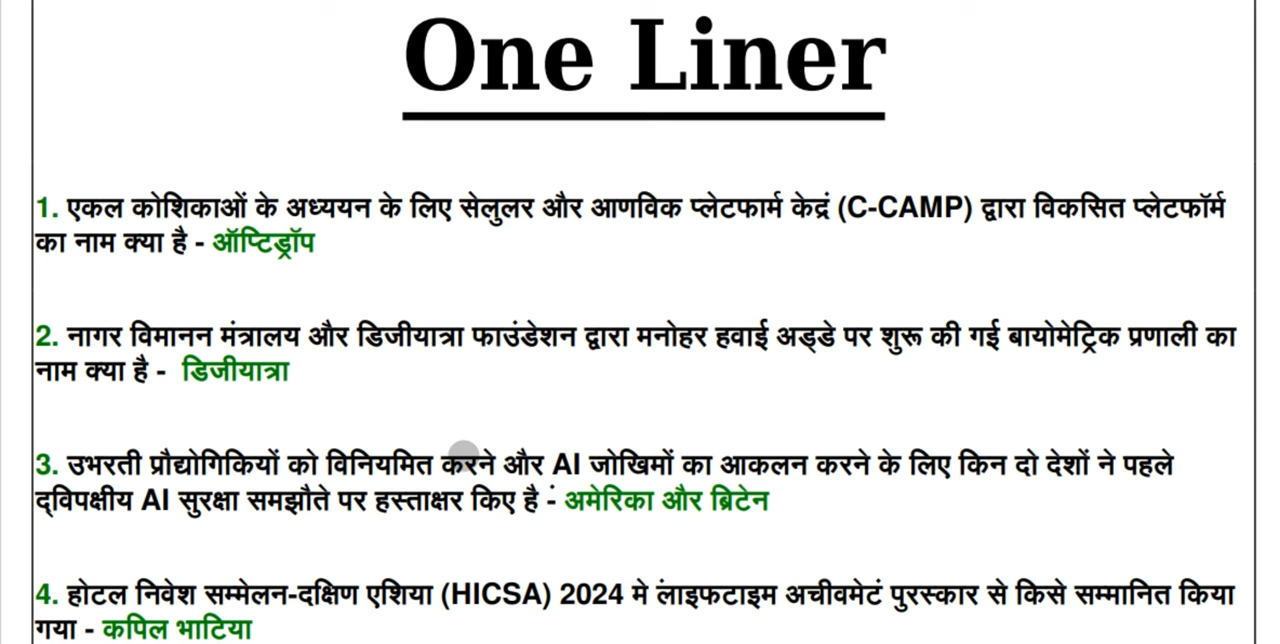 One Liner
1. एकल कोशिकाओं के अध्ययन के लिए सेलुलर और आणविक प्लेटफार्म केद्रं (C-CAMP) द्वारा विकसित प्लेटफॉर्म
का नाम क्या है - ऑप्टिड्रॉप
2. नागर विमानन मंत्रालय और डिजीयात्रा फाउंडेशन द्वारा मनोहर हवाई अड्डे पर शुरू की गई बायोमेट्रिक प्रणाली का
नाम क्या है - डिजीयात्रा
3. उभरती प्रौद्योगिकियों को विनियमित करने और AI जोखिमों का आकलन करने के लिए किन दो देशों ने पहले
द्विपक्षीय AI सुरक्षा समझौते पर हस्ताक्षर किए है - अमेरिका और ब्रिटेन
4. होटल निवेश सम्मेलन-दक्षिण एशिया (HICSA) 2024 मे लंाइफटाइम अचीवमेटं पुरस्कार से किसे सम्मानित किया
गया - कपिल भाटिया